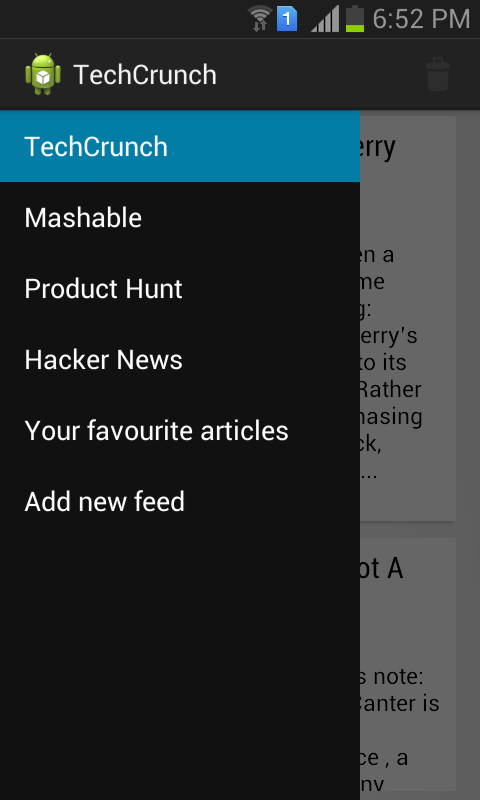 1 6:52 PM
TechCrunch
TechCrunch
Mashable
Product Hunt
Hacker News
Your favourite articles
Add new feed
erry
en a
me
g:
erry's
to its
Rather
hasing
ck,
...
ot A
s note:
Canter is
ce , a
ny